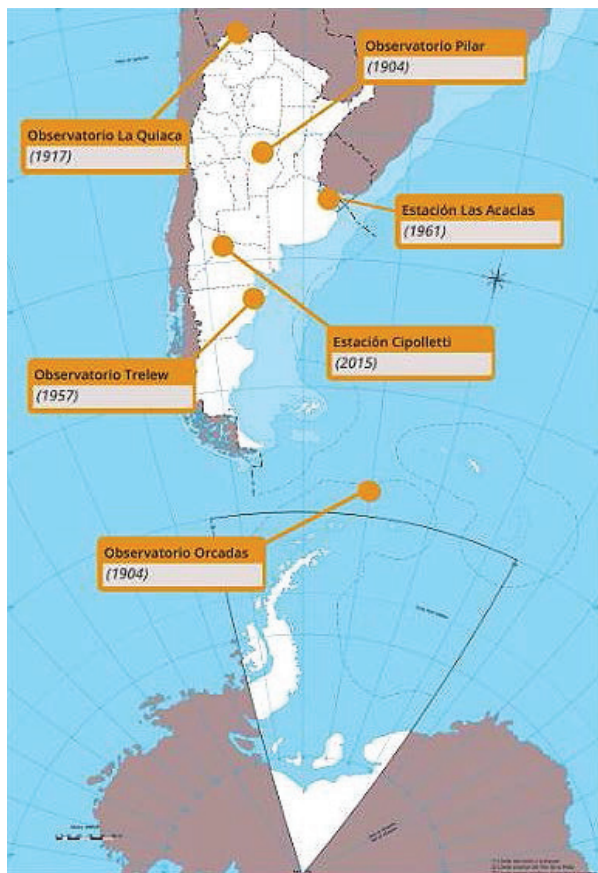 Observatorio Pilar
(1904)
Observatorio La Quiaca
(1917)
Estación Las Acacias
(1961)
Estación Cipolletti
(2015)
Observatorio Trelew
(1957)
Observatorio Orcadas
(1904)